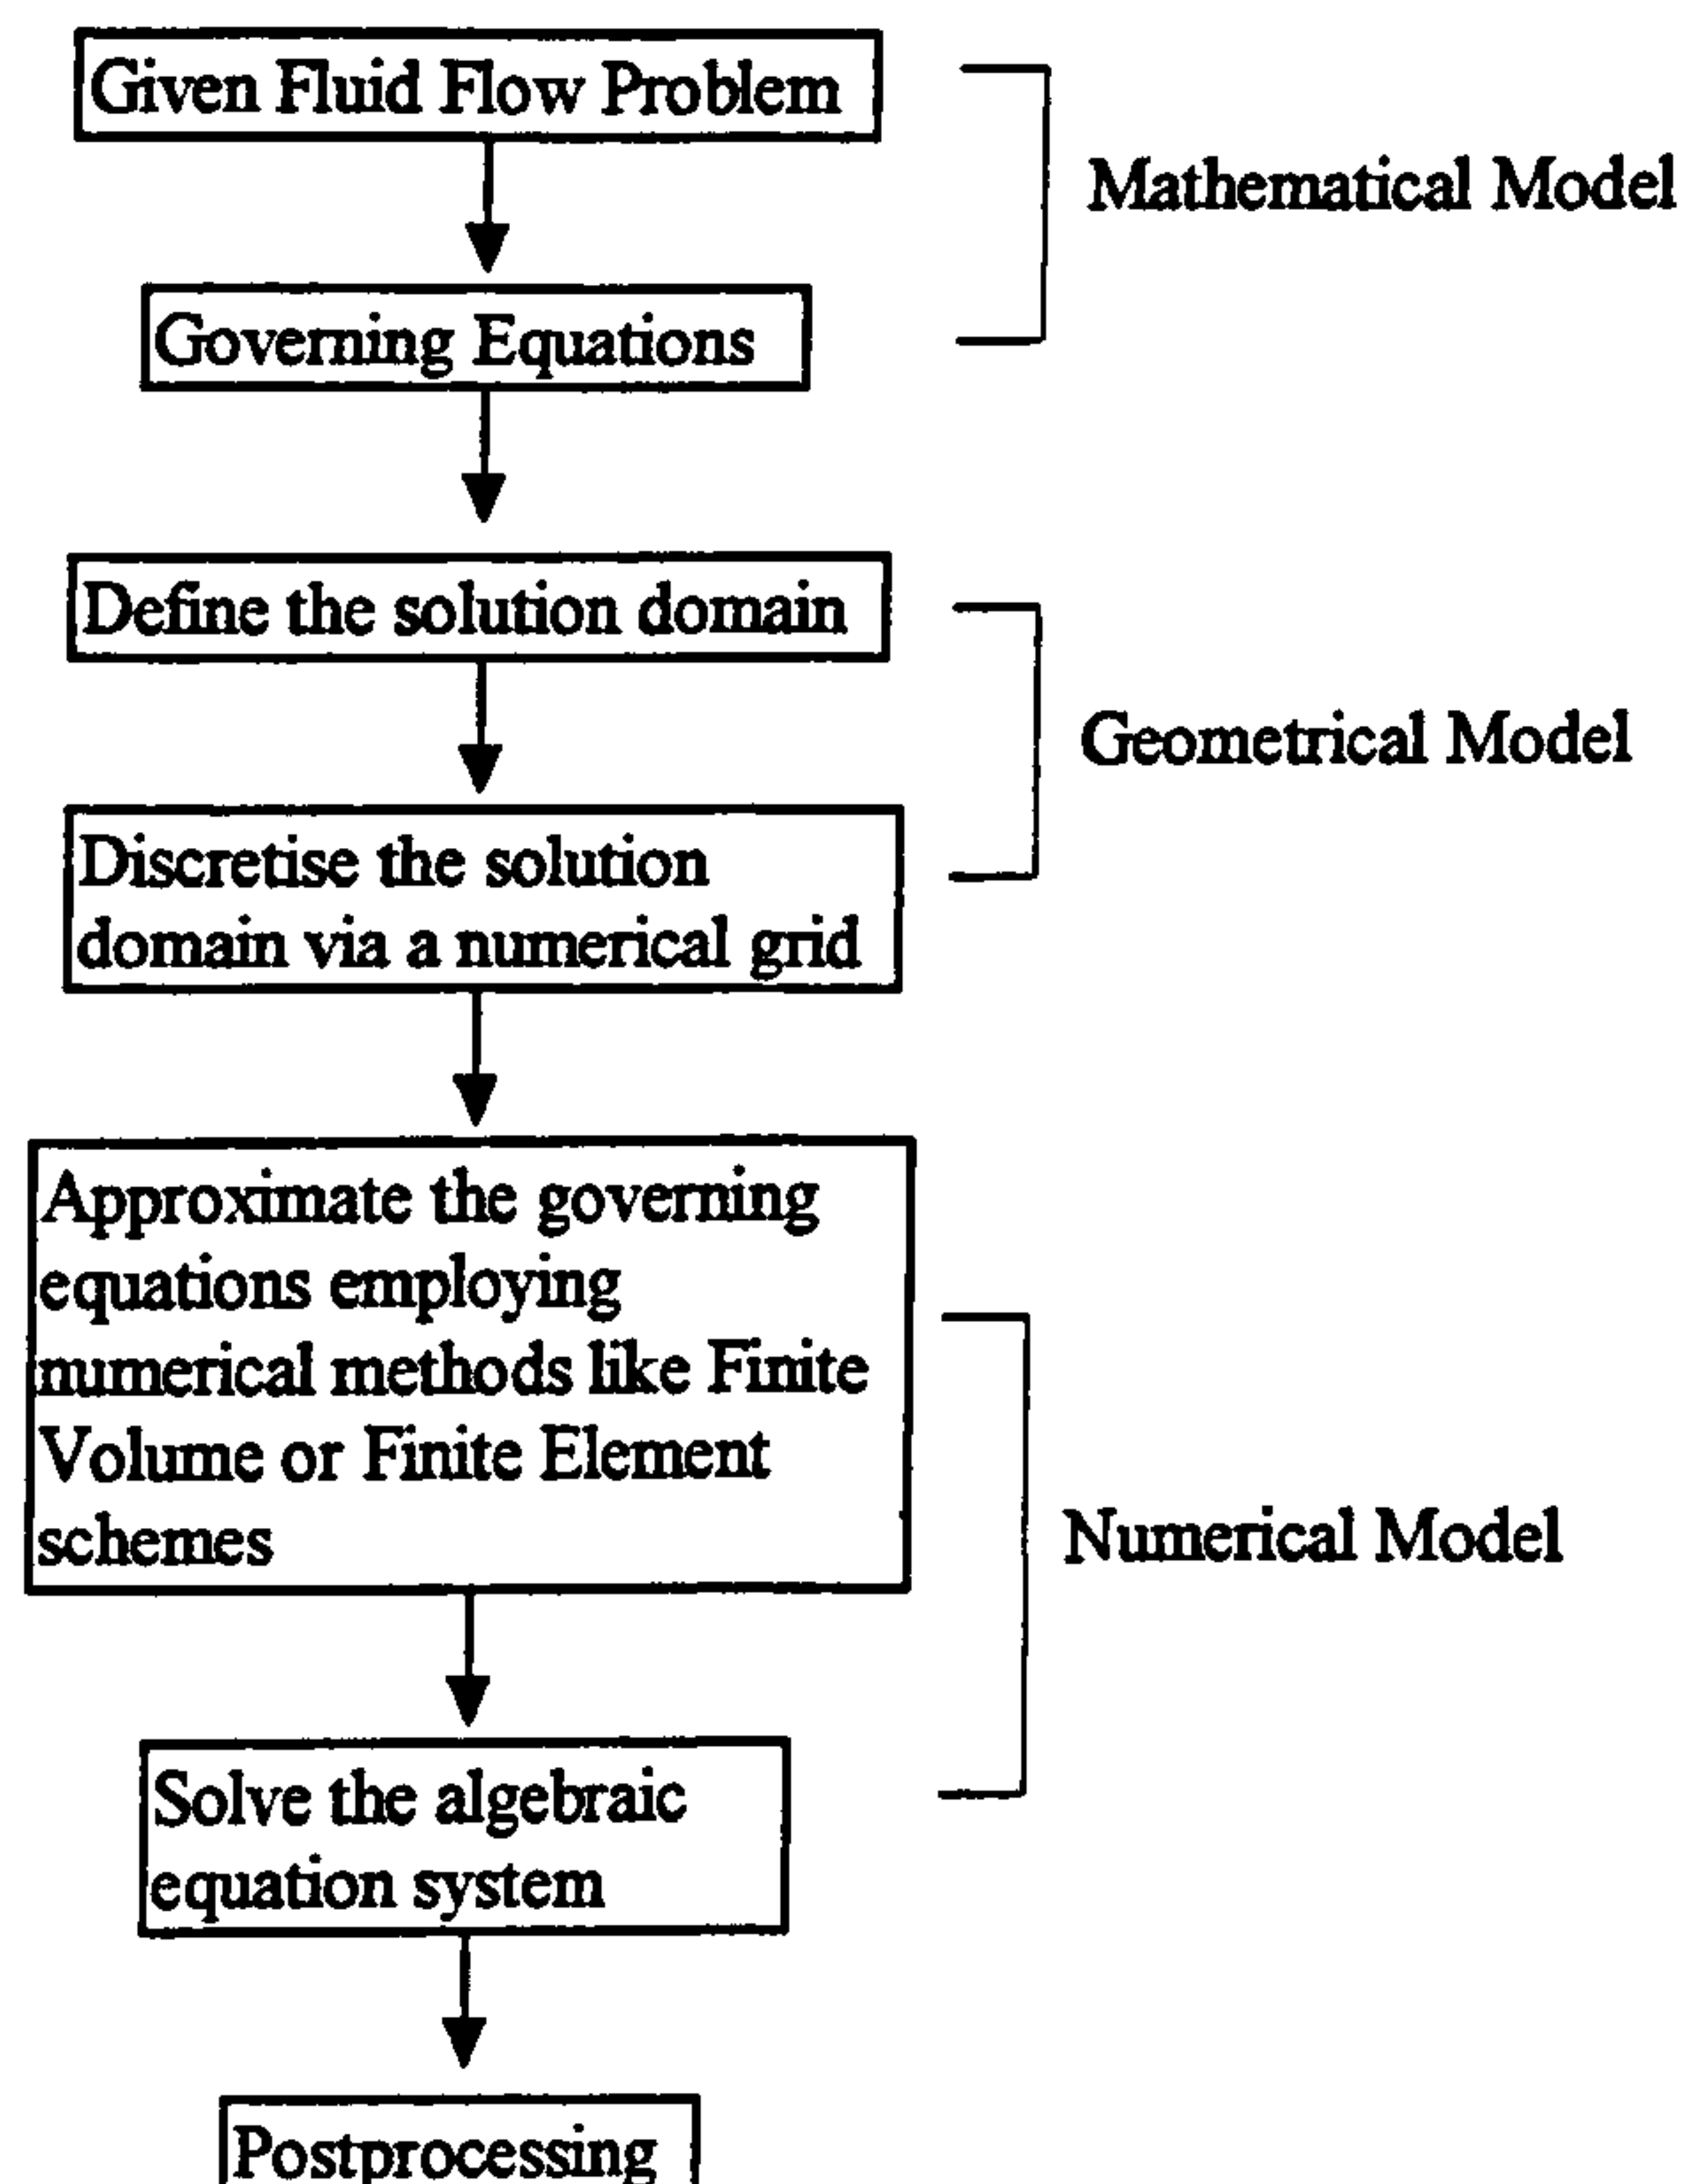 Given Fluid Flow Problem
Mathematical Model
Governing Equations
Define the solution domain
Geometrical Model
Discretise the solution
domain via a numerical grid
Approximate the governing
equations employing
numerical methods like Finite
Volume or Finite Element
schemes
Numerical Model
Solve the algebraic
equation system
Postprocessing